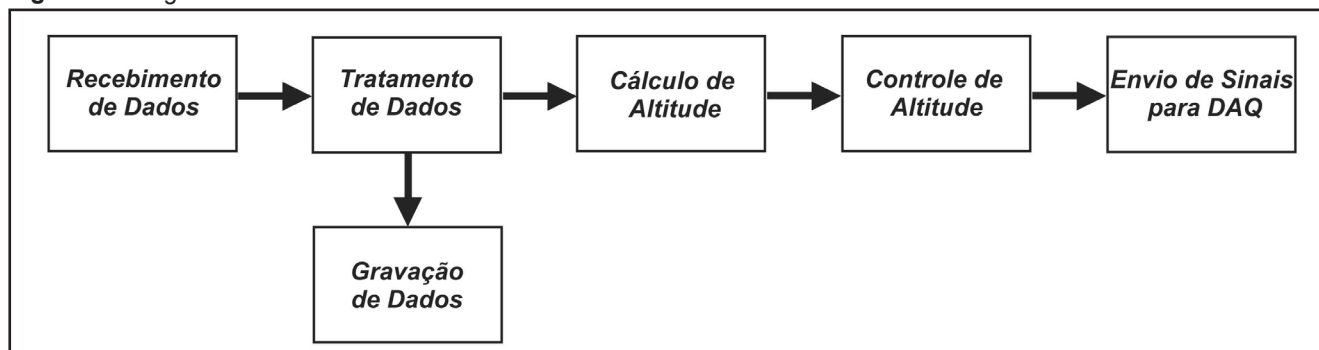 Recebimento
de Dados
Tratamento
de Dados
Cálculo de
Altitude
Controle de
Altitude
Envio de Sinais
para DAQ
Gravação
de Dados